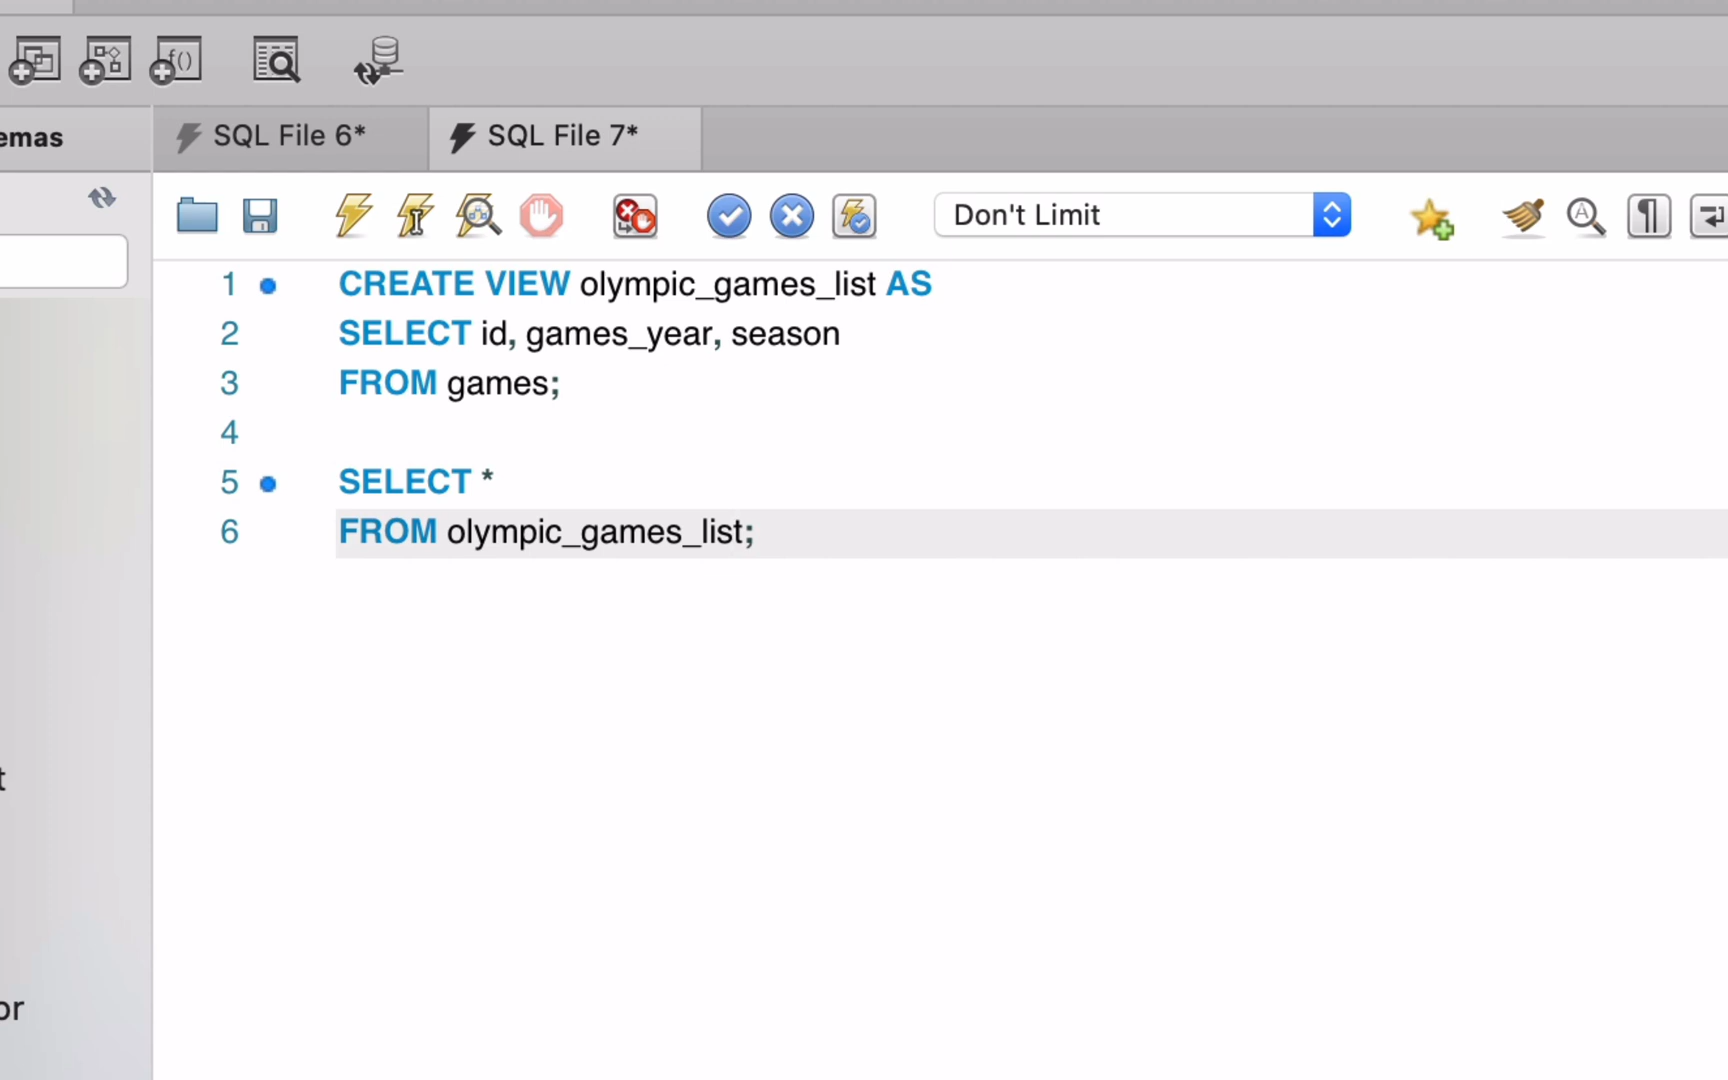 emas
SQL File 6*
SQL File 7*
Don't Limit
1 CREATE VIEW olympic_games_list AS
2 SELECT id, games_year, season
3 FROM games;
4
5 SELECT *
6 FROM olympic_games_list;
t
or